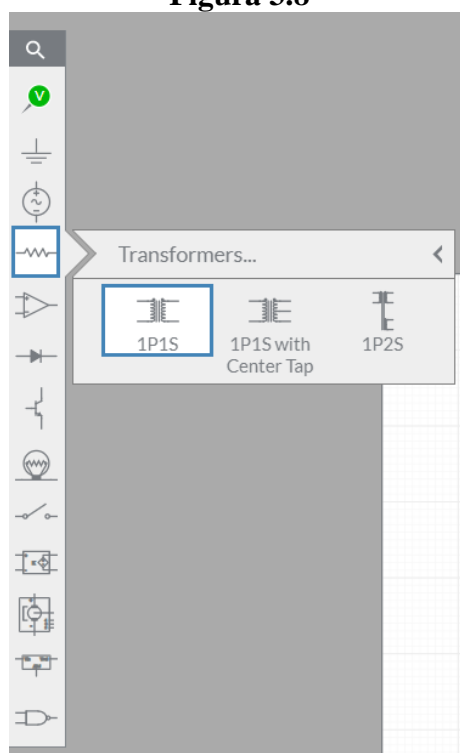 Figura 3.8
V
Transformers...
1P1S
1P1S with
Center Tap
1P2S